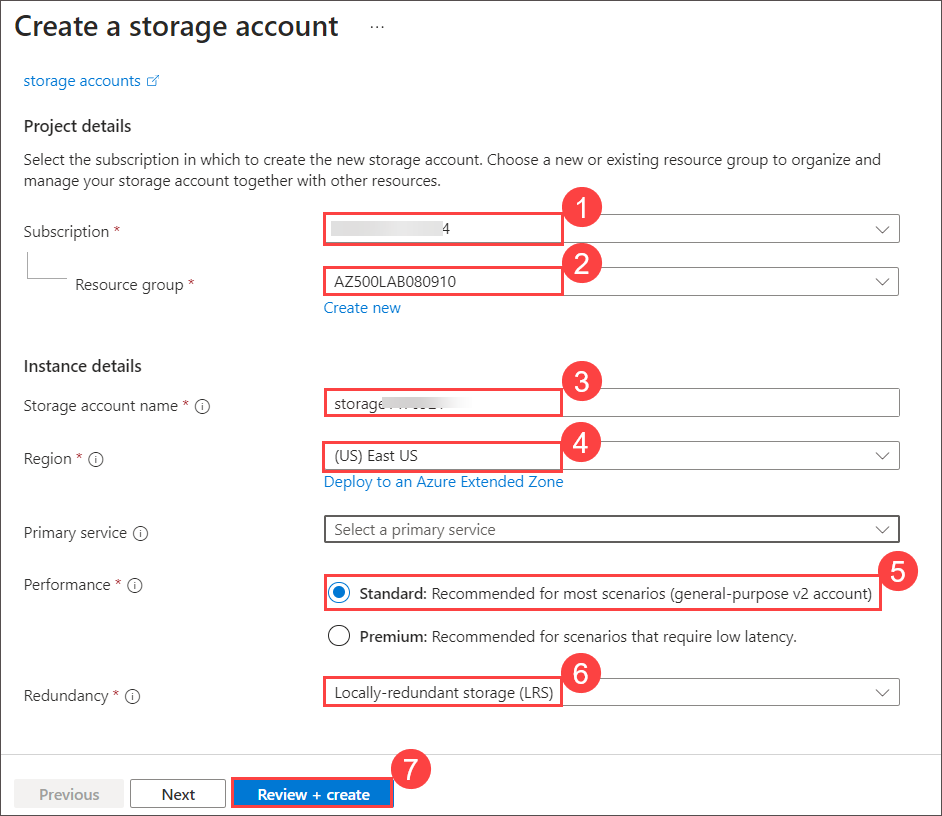 Create a storage account ...
storage accounts
Project details
Select the subscription in which to create the new storage account. Choose a new or existing resource group to organize and
manage your storage account together with other resources.
1
Subscription * 4
2
Resource group * AZ500LAB080910
Create new
Instance details
3
Storage account name * storage
4
Region * (US) East US
Deploy to an Azure Extended Zone
Primary service Select a primary service
5
Performance * Standard: Recommended for most scenarios (general-purpose v2 account)
Premium: Recommended for scenarios that require low latency.
6
Redundancy * Locally-redundant storage (LRS)
7
Previous Next Review + create